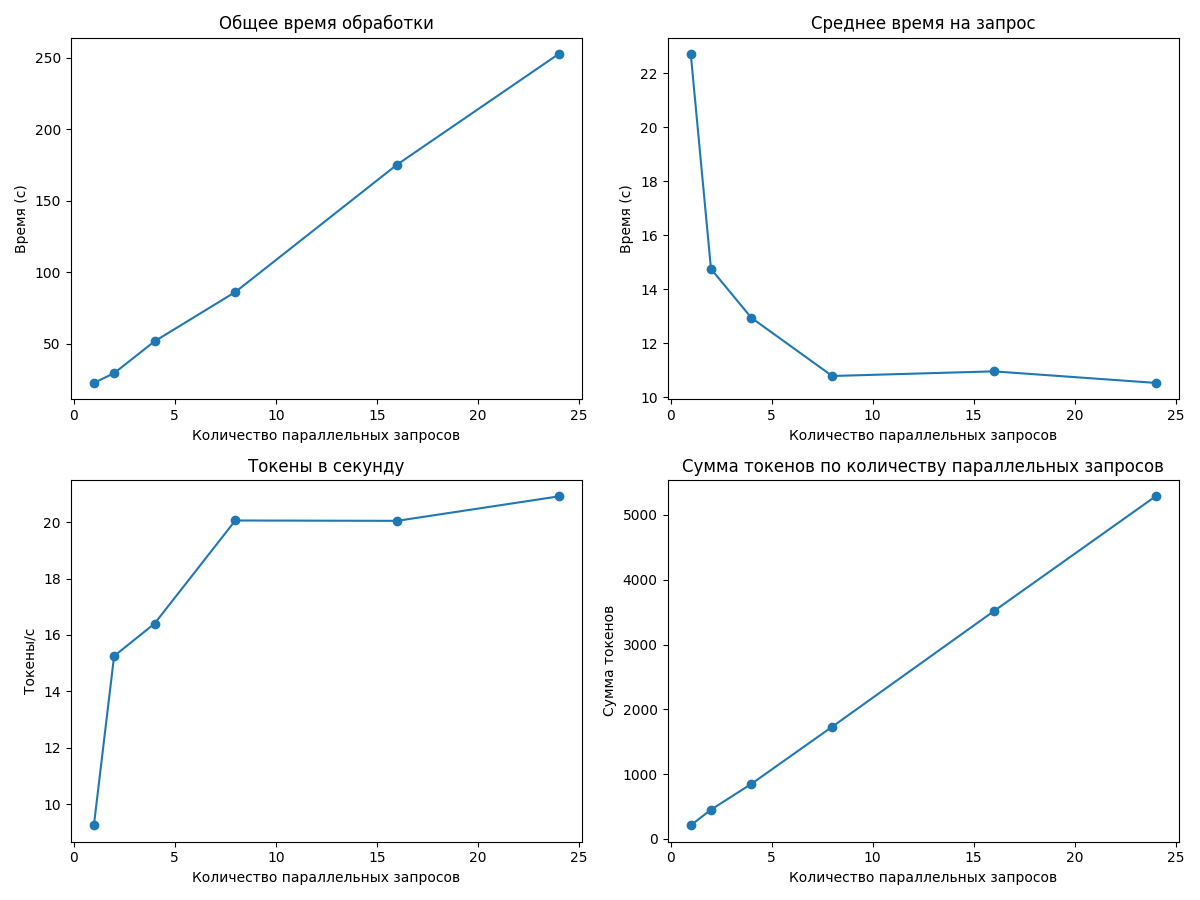 Общее время обработки
Время (с)
250
200
150
100
50
0 5 10 15 20 25
Количество параллельных запросов
Среднее время на запрос
Время (с)
22
20
18
16
14
12
10
0 5 10 15 20 25
Количество параллельных запросов
Токены в секунду
Токены/с
20
18
16
14
12
10
0 5 10 15 20 25
Количество параллельных запросов
Сумма токенов по количеству параллельных запросов
Сумма токенов
5000
4000
3000
2000
1000
0
0 5 10 15 20 25
Количество параллельных запросов